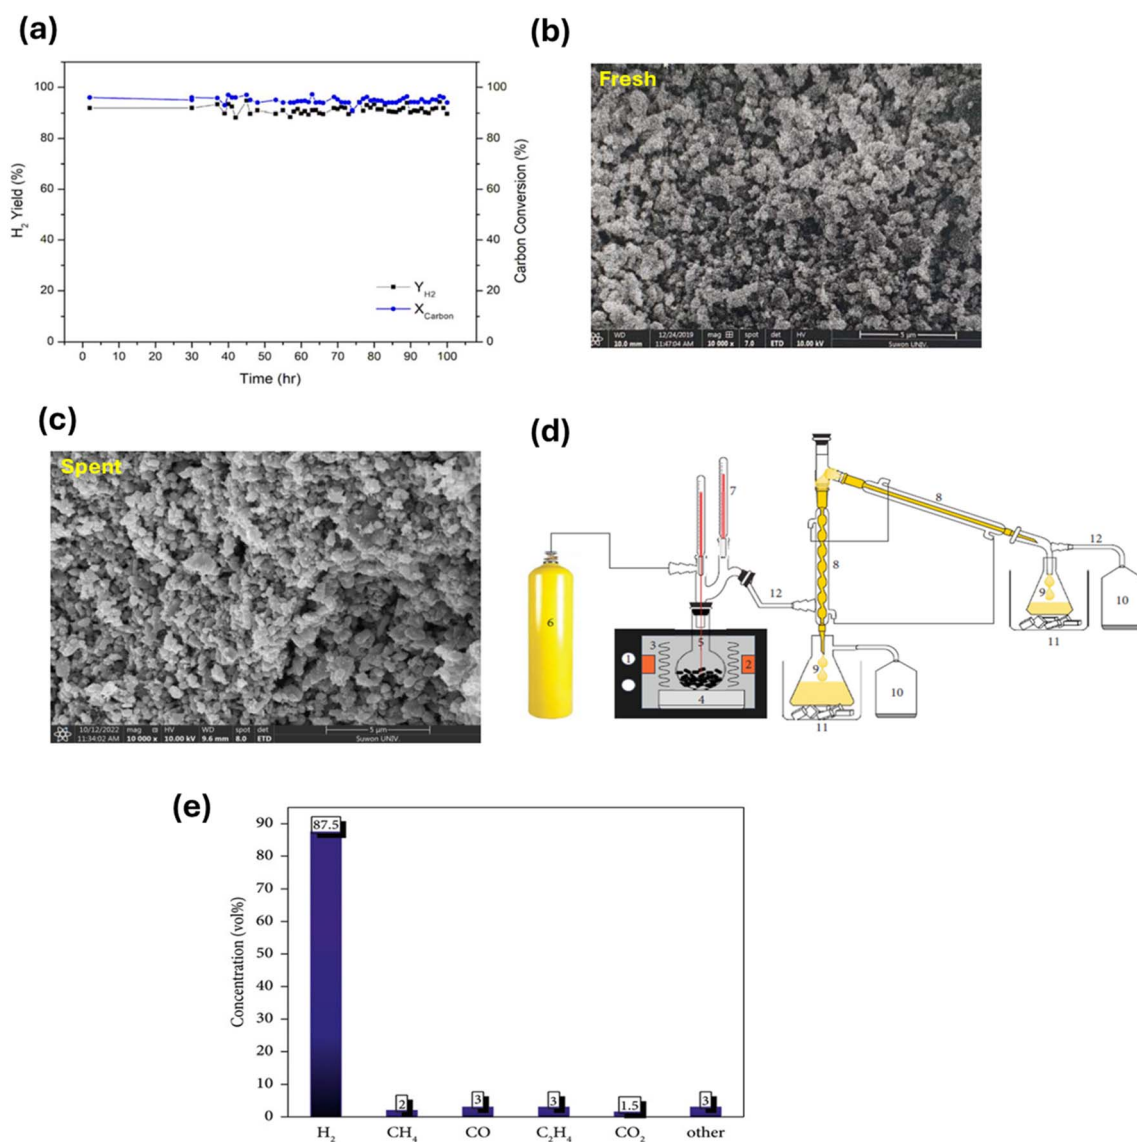 (a)
100
80
60
40
20
0
H₂ Yield (%)
100
80
60
40
20
0
Carbon Conversion (%)
Y_H2
X_Carbon
0 10 20 30 40 50 60 70 80 90 100
Time (hr)
(b)
Fresh
WD 12/24/2019 mag spot det HV 5 µm
10.0 mm 11:47:04 AM 10 000 x 7.0 ETD 10.00 kV Suwon UNIV.
(c)
Spent
10/12/2022 mag HV WD spot det 5 µm
11:34:02 AM 10 000 x 10.00 kV 9.6 mm 8.0 ETD Suwon UNIV.
(d)
1
2
3
4
5
6
7
8
8
9
9
10
10
11
11
12
12
(e)
90
80
70
60
50
40
30
20
10
0
Concentration (vol%)
87.5
2
3
3
1.5
3
H₂ CH₄ CO C₂H₄ CO₂ other